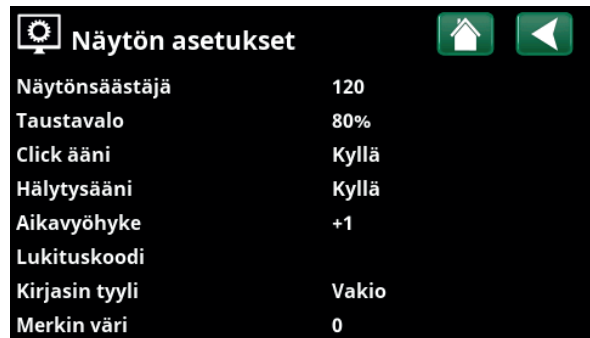 Näytön asetukset
Näytönsäästäjä 120
Taustavalo 80%
Click ääni Kyllä
Hälytysääni Kyllä
Aikavyöhyke +1
Lukituskoodi
Kirjasin tyyli Vakio
Merkin väri 0